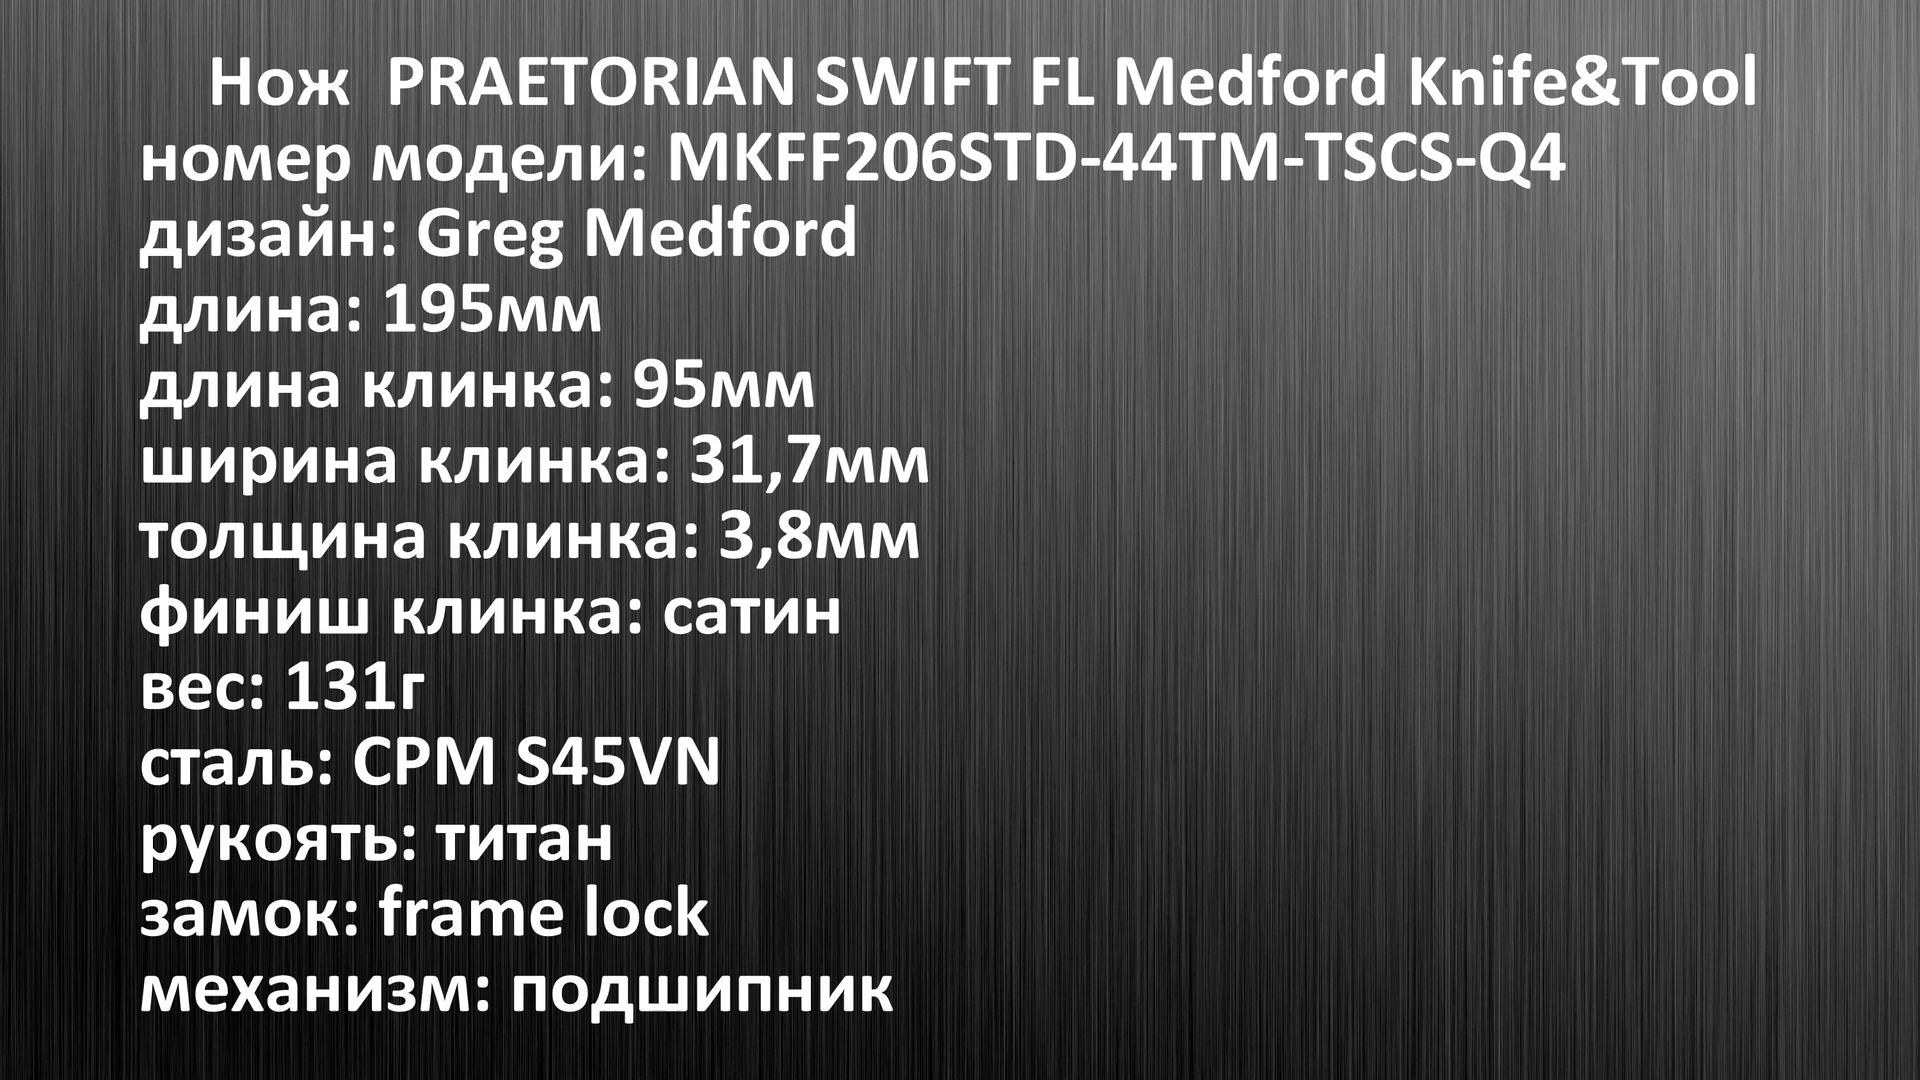 Нож PRAETORIAN SWIFT FL Medford Knife&Tool
номер модели: MKFF206STD-44TM-TSCS-Q4
дизайн: Greg Medford
длина: 195мм
длина клинка: 95мм
ширина клинка: 31,7мм
толщина клинка: 3,8мм
финиш клинка: сатин
вес: 131г
сталь: CPM S45VN
рукоять: титан
замок: frame lock
механизм: подшипник